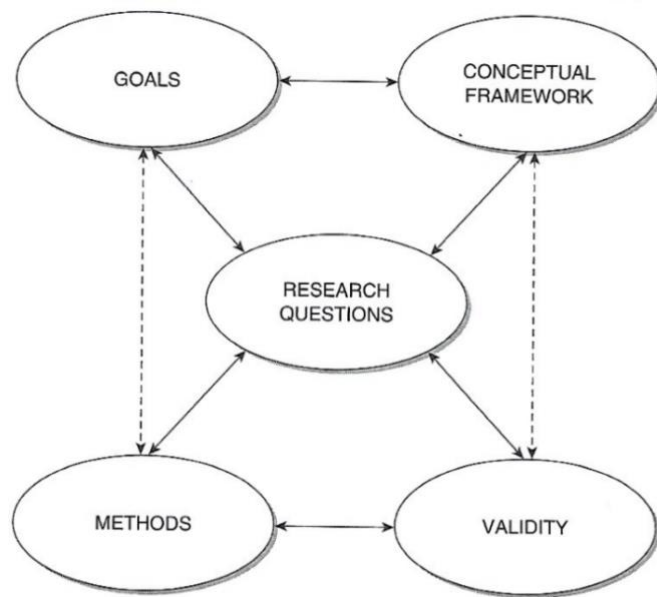 GOALS
CONCEPTUAL
FRAMEWORK
RESEARCH
QUESTIONS
METHODS
VALIDITY